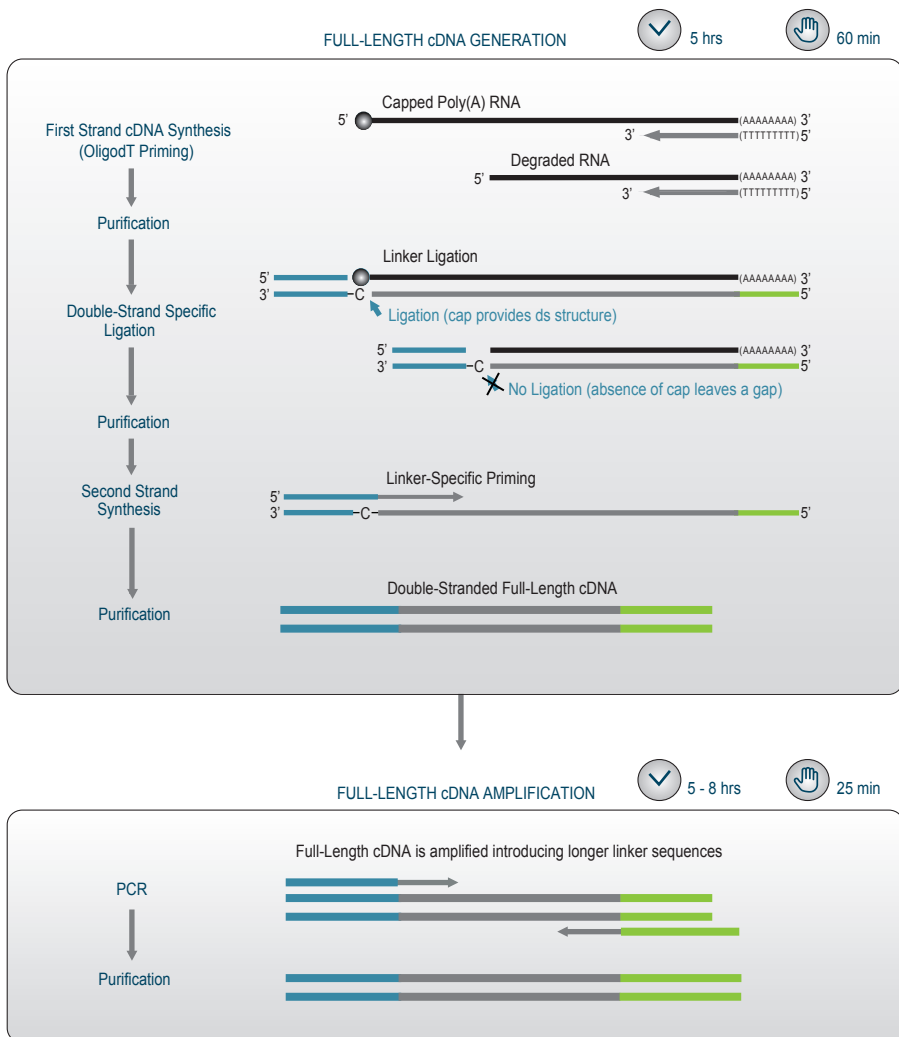 FULL-LENGTH cDNA GENERATION
5 hrs
60 min
First Strand cDNA Synthesis
(OligodT Priming)
Purification
Double-Strand Specific
Ligation
Purification
Second Strand
Synthesis
Purification
Capped Poly(A) RNA
5’ (AAAAAAAA) 3’
3’ (TTTTTTTTT) 5’
Degraded RNA
5’ (AAAAAAAA) 3’
3’ (TTTTTTTTT) 5’
Linker Ligation
5’ (AAAAAAAA) 3’
3’ C 5’
Ligation (cap provides ds structure)
5’ (AAAAAAAA) 3’
3’ C 5’
No Ligation (absence of cap leaves a gap)
Linker-Specific Priming
5’
3’ C 5’
Double-Stranded Full-Length cDNA
FULL-LENGTH cDNA AMPLIFICATION
5 - 8 hrs
25 min
Full-Length cDNA is amplified introducing longer linker sequences
PCR
Purification